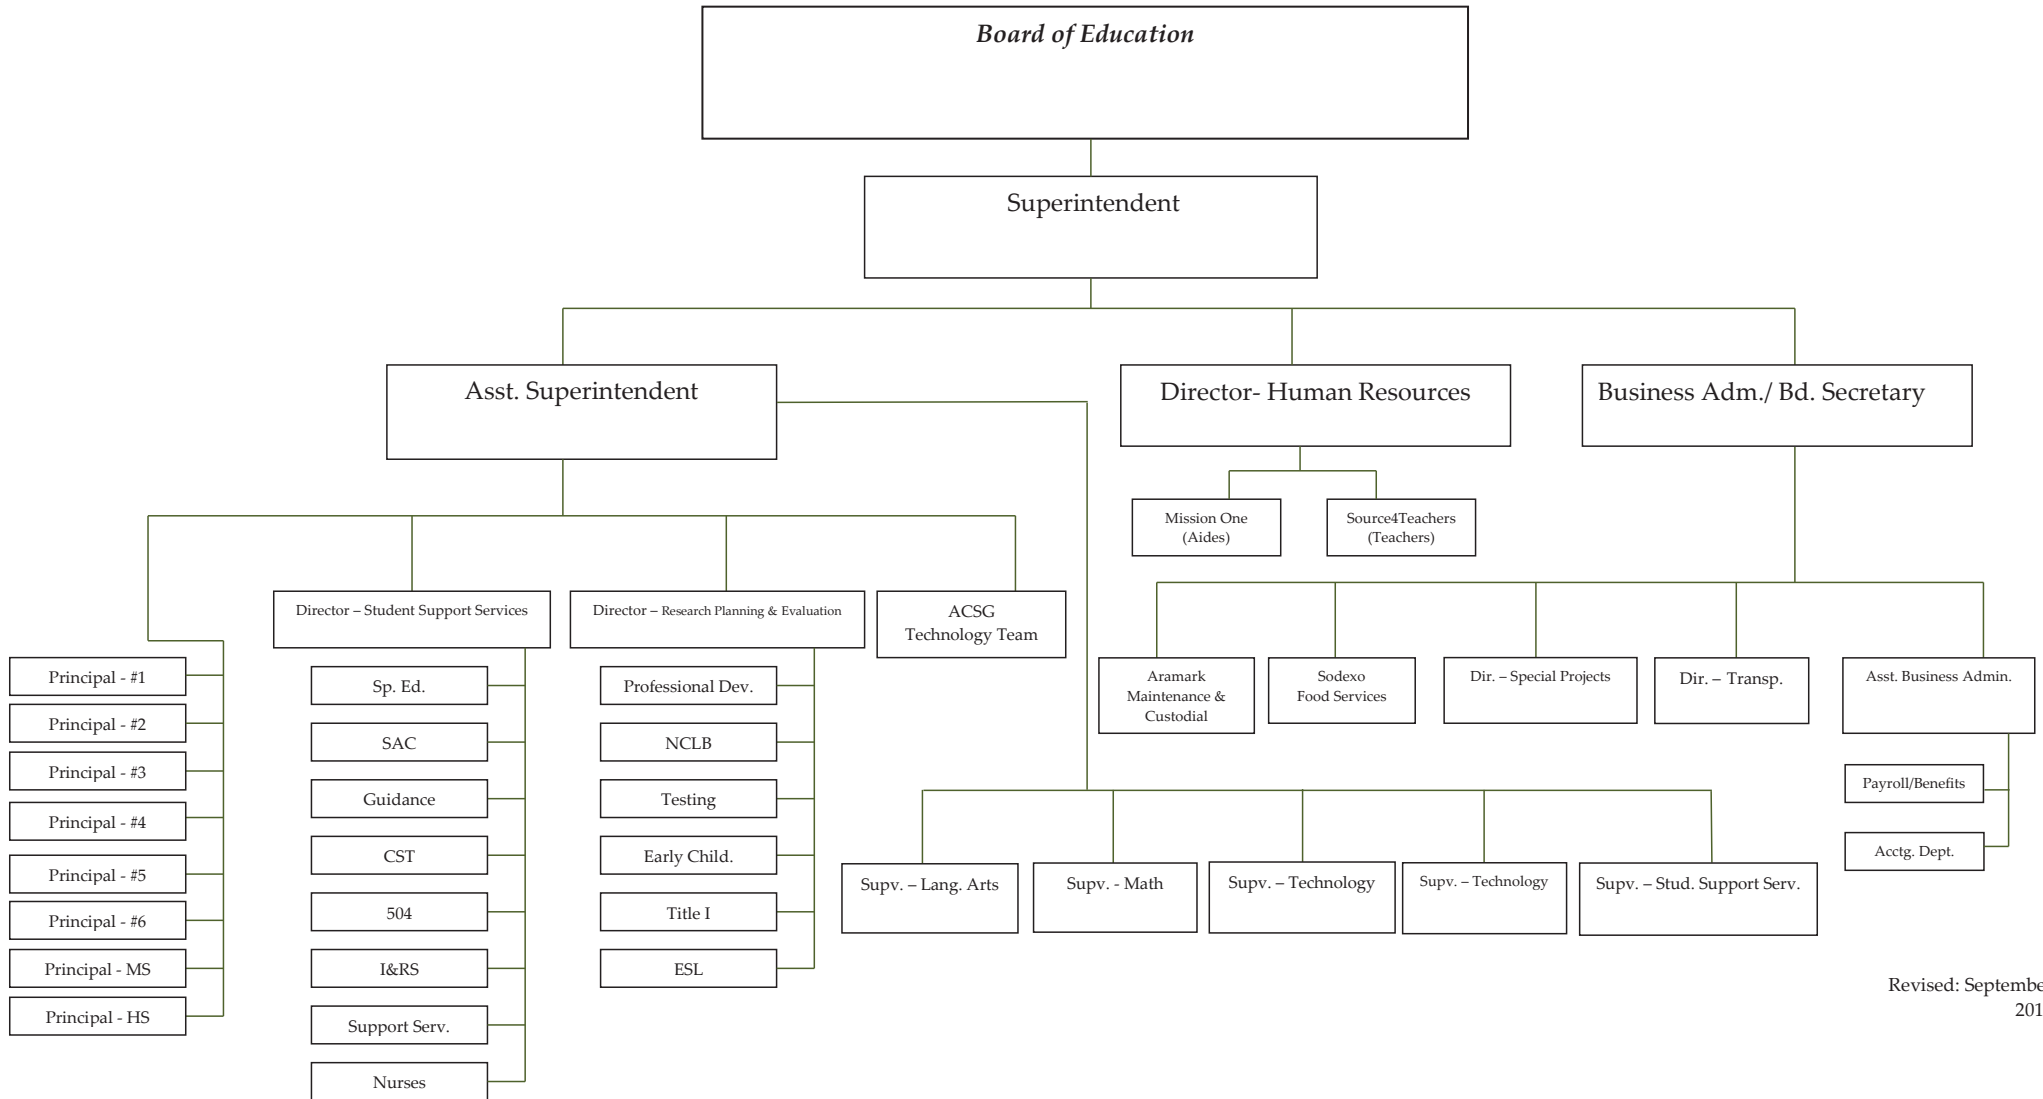 Board of Education
Superintendent
Asst. Superintendent
Director- Human Resources
Business Adm./ Bd. Secretary
Mission One
(Aides)
Source4Teachers
(Teachers)
Director – Student Support Services
Director – Research Planning & Evaluation
ACSG
Technology Team
Principal - #1
Principal - #2
Principal - #3
Principal - #4
Principal - #5
Principal - #6
Principal - MS
Principal - HS
Sp. Ed.
SAC
Guidance
CST
504
I&RS
Support Serv.
Nurses
Professional Dev.
NCLB
Testing
Early Child.
Title I
ESL
Aramark
Maintenance &
Custodial
Sodexo
Food Services
Dir. – Special Projects
Dir. – Transp.
Asst. Business Admin.
Payroll/Benefits
Acctg. Dept.
Supv. – Lang. Arts
Supv. - Math
Supv. – Technology
Supv. – Technology
Supv. – Stud. Support Serv.
Revised: Septembe
201